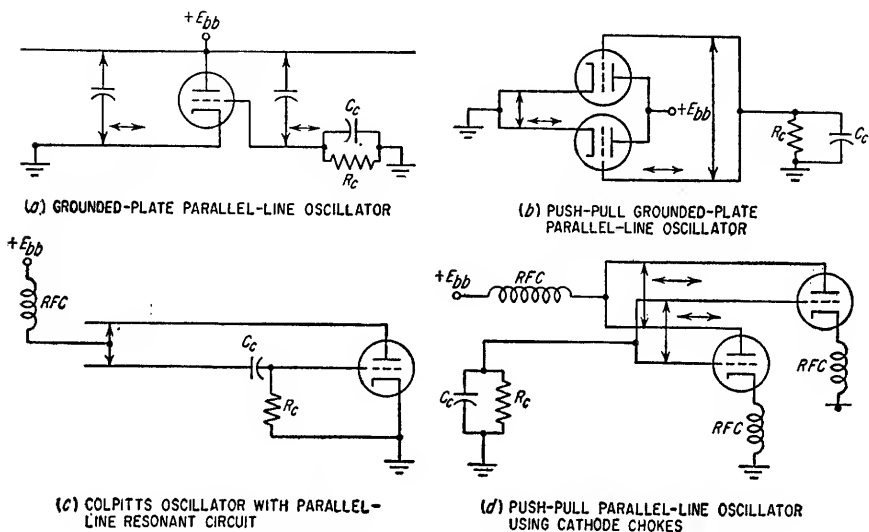 +Ebb
Cc
Rc
(a) GROUNDED-PLATE PARALLEL-LINE OSCILLATOR
+Ebb
Rc
Cc
(b) PUSH-PULL GROUNDED-PLATE
PARALLEL-LINE OSCILLATOR
+Ebb
RFC
Cc
Rc
(c) COLPITTS OSCILLATOR WITH PARALLEL-
LINE RESONANT CIRCUIT
+Ebb
RFC
RFC
Cc
Rc
RFC
(d) PUSH-PULL PARALLEL-LINE OSCILLATOR
USING CATHODE CHOKES